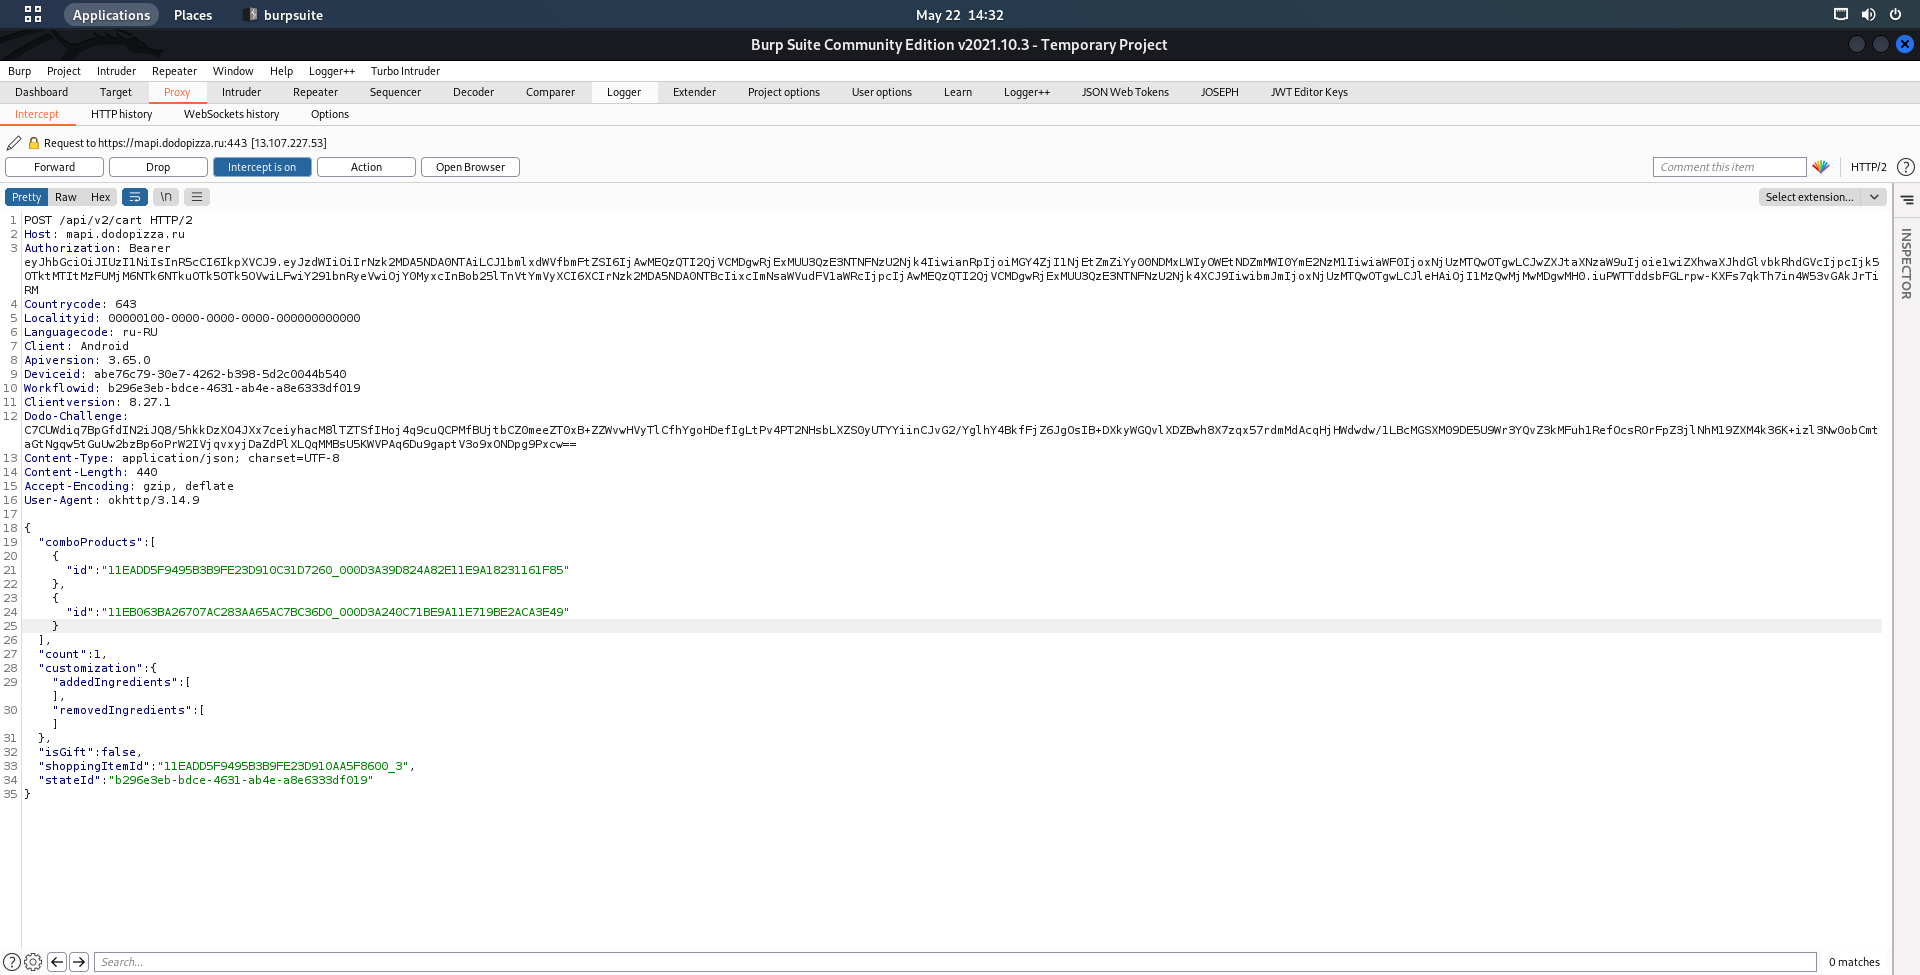 Applications Places burpsuite May 22 14:32
Burp Suite Community Edition v2021.10.3 - Temporary Project
Burp Project Intruder Repeater Window Help Logger++ Turbo Intruder
Dashboard Target Proxy Intruder Repeater Sequencer Decoder Comparer Logger Extender Project options User options Learn Logger++ JSON Web Tokens JOSEPH JWT Editor Keys
Intercept HTTP history WebSockets history Options
Request to https://mapi.dodopizza.ru:443 [13.107.227.53]
Forward Drop Intercept is on Action Open Browser Comment this item HTTP/2 ?
Pretty Raw Hex \n Select extension...
INSPECTOR
1 POST /api/v2/cart HTTP/2
2 Host: mapi.dodopizza.ru
3 Authorization: Bearer
4 Countrycode: 643
5 Localityid: 00000100-0000-0000-0000-000000000000
6 Languagecode: ru-RU
7 Client: Android
8 Apiversion: 3.65.0
9 Deviceid: abe76c79-30e7-4262-b398-5d2c0044b540
10 Workflowid: b296e3eb-bdce-4631-ab4e-a8e6333df019
11 Clientversion: 8.27.1
12 Dodo-Challenge:
13 Content-Type: application/json; charset=UTF-8
14 Content-Length: 440
15 Accept-Encoding: gzip, deflate
16 User-Agent: okhttp/3.14.9
17
18 {
19 "comboProducts":[
20 {
21 "id":"11EADD5F9495B3B9FE23D910C31D7260_000D3A39D824A82E11E9A18231161F85"
22 },
23 {
24 "id":"11EB063BA26707AC283AA65AC7BC36D0_000D3A240C71BE9A11E719BE2ACA3E49"
25 }
26 ],
27 "count":1,
28 "customization":{
29 "addedIngredients":[
],
30 "removedIngredients":[
]
31 },
32 "isGift":false,
33 "shoppingItemId":"11EADD5F9495B3B9FE23D910AA5F8600_3",
34 "stateId":"b296e3eb-bdce-4631-ab4e-a8e6333df019"
35 }
? Search... 0 matches